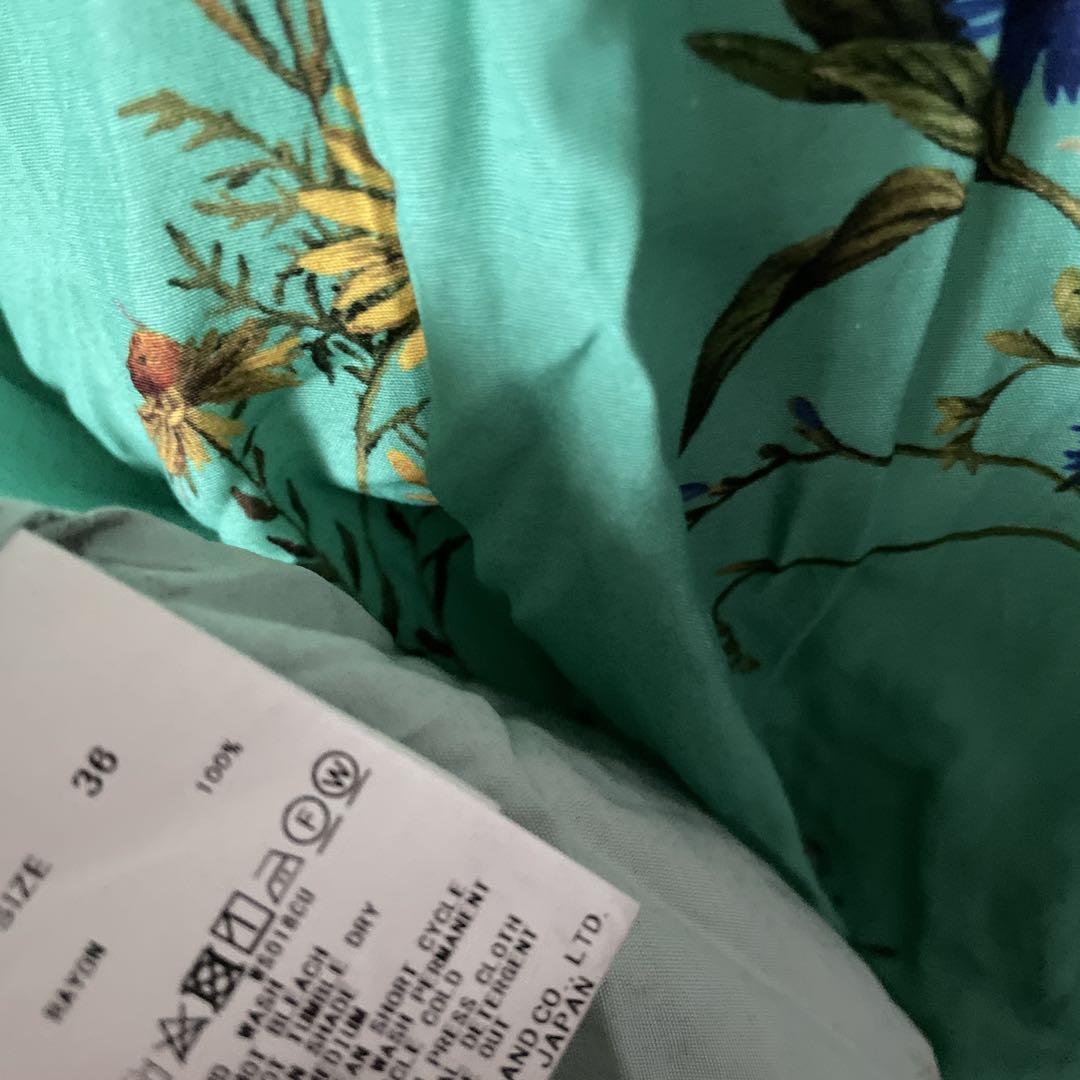 SIZE 36
RAYON 100%
F W
WS018CU
WASH
NOT BLEACH
NOT TUMBLE DRY
SHADE
MEDIUM
SHORT CYCLE
WASH PERMANENT
COLD
PRESS CLOTH
DETERGENT
OUT
AND CO
JAPAN LTD.